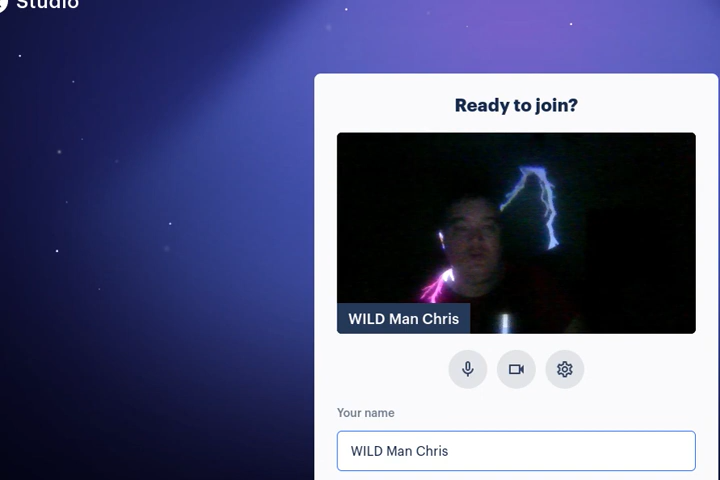 Studio
Ready to join?
WILD Man Chris
Your name
WILD Man Chris